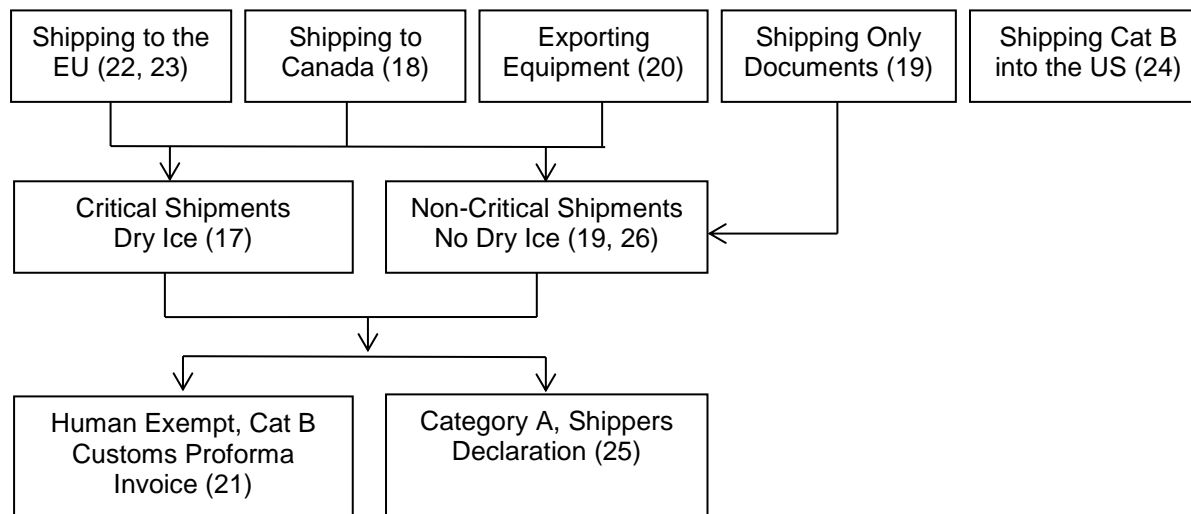 Shipping to the
EU (22, 23)
Shipping to
Canada (18)
Exporting
Equipment (20)
Shipping Only
Documents (19)
Shipping Cat B
into the US (24)
Critical Shipments
Dry Ice (17)
Non-Critical Shipments
No Dry Ice (19, 26)
Human Exempt, Cat B
Customs Proforma
Invoice (21)
Category A, Shippers
Declaration (25)